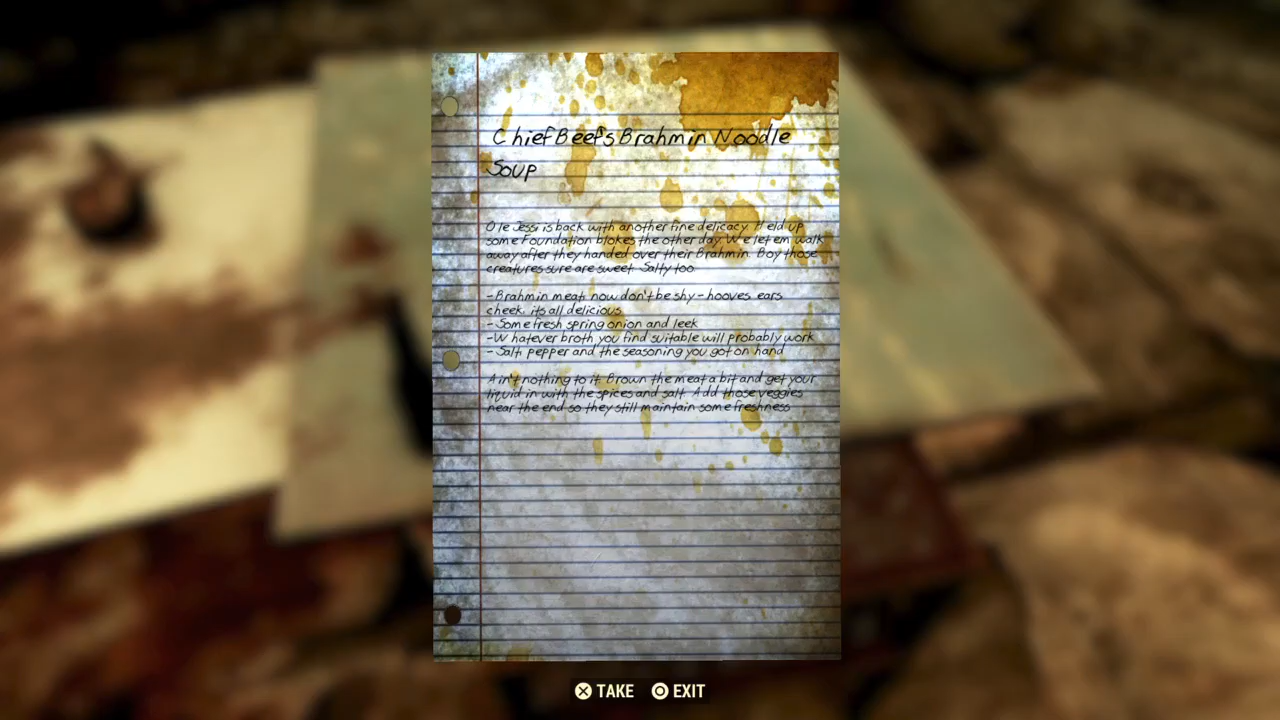 Chief Beefs Brahmin Noodle
Soup
Ole Jessi is back with another fine delicacy. Held up
some Foundation blokes the other day. We let em walk
away after they handed over their Brahmin. Boy those
creatures sure are sweet. Salty too.
-Brahmin meat, now don't be shy - hooves ears
cheek, its all delicious
-Some fresh spring onion and leek
-Whatever broth you find suitable will probably work
-Salt, pepper and the seasoning you got on hand
Ain't nothing to it. Brown the meat a bit and get your
liquid in with the spices and salt. Add those veggies
near the end so they still maintain some freshness
TAKE EXIT